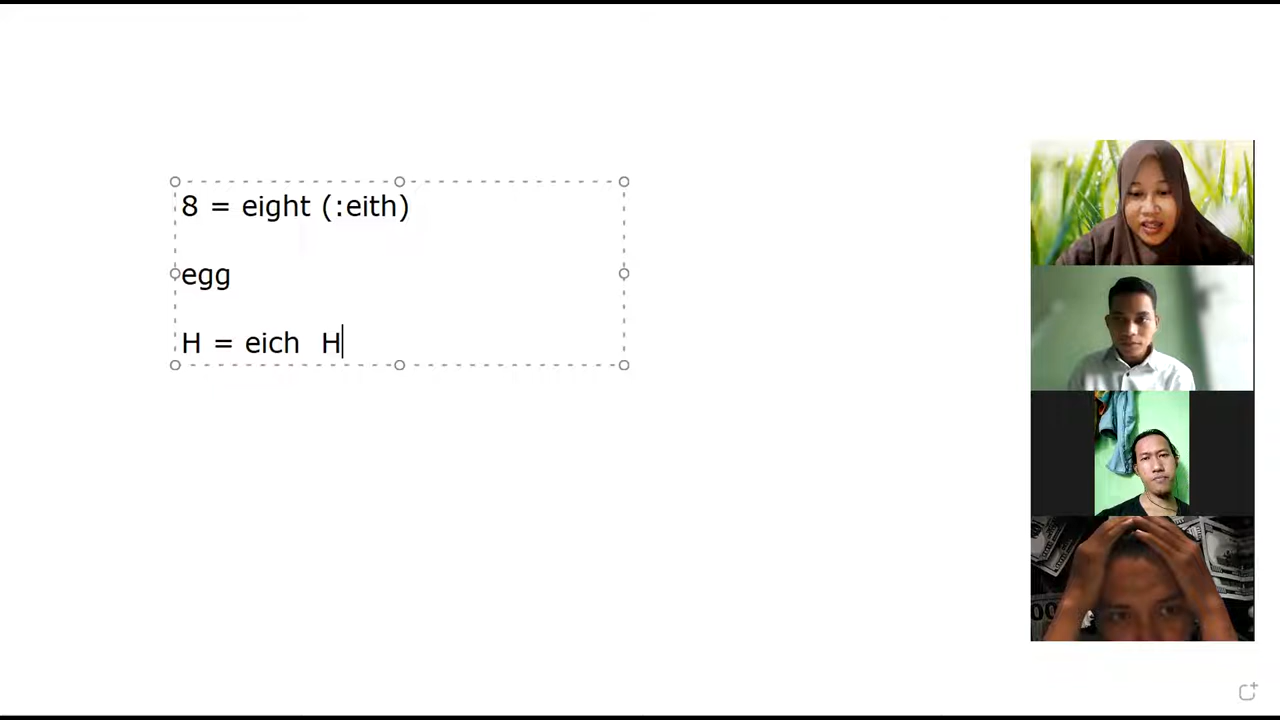 8 = eight (:eith)
egg
H = eich  H